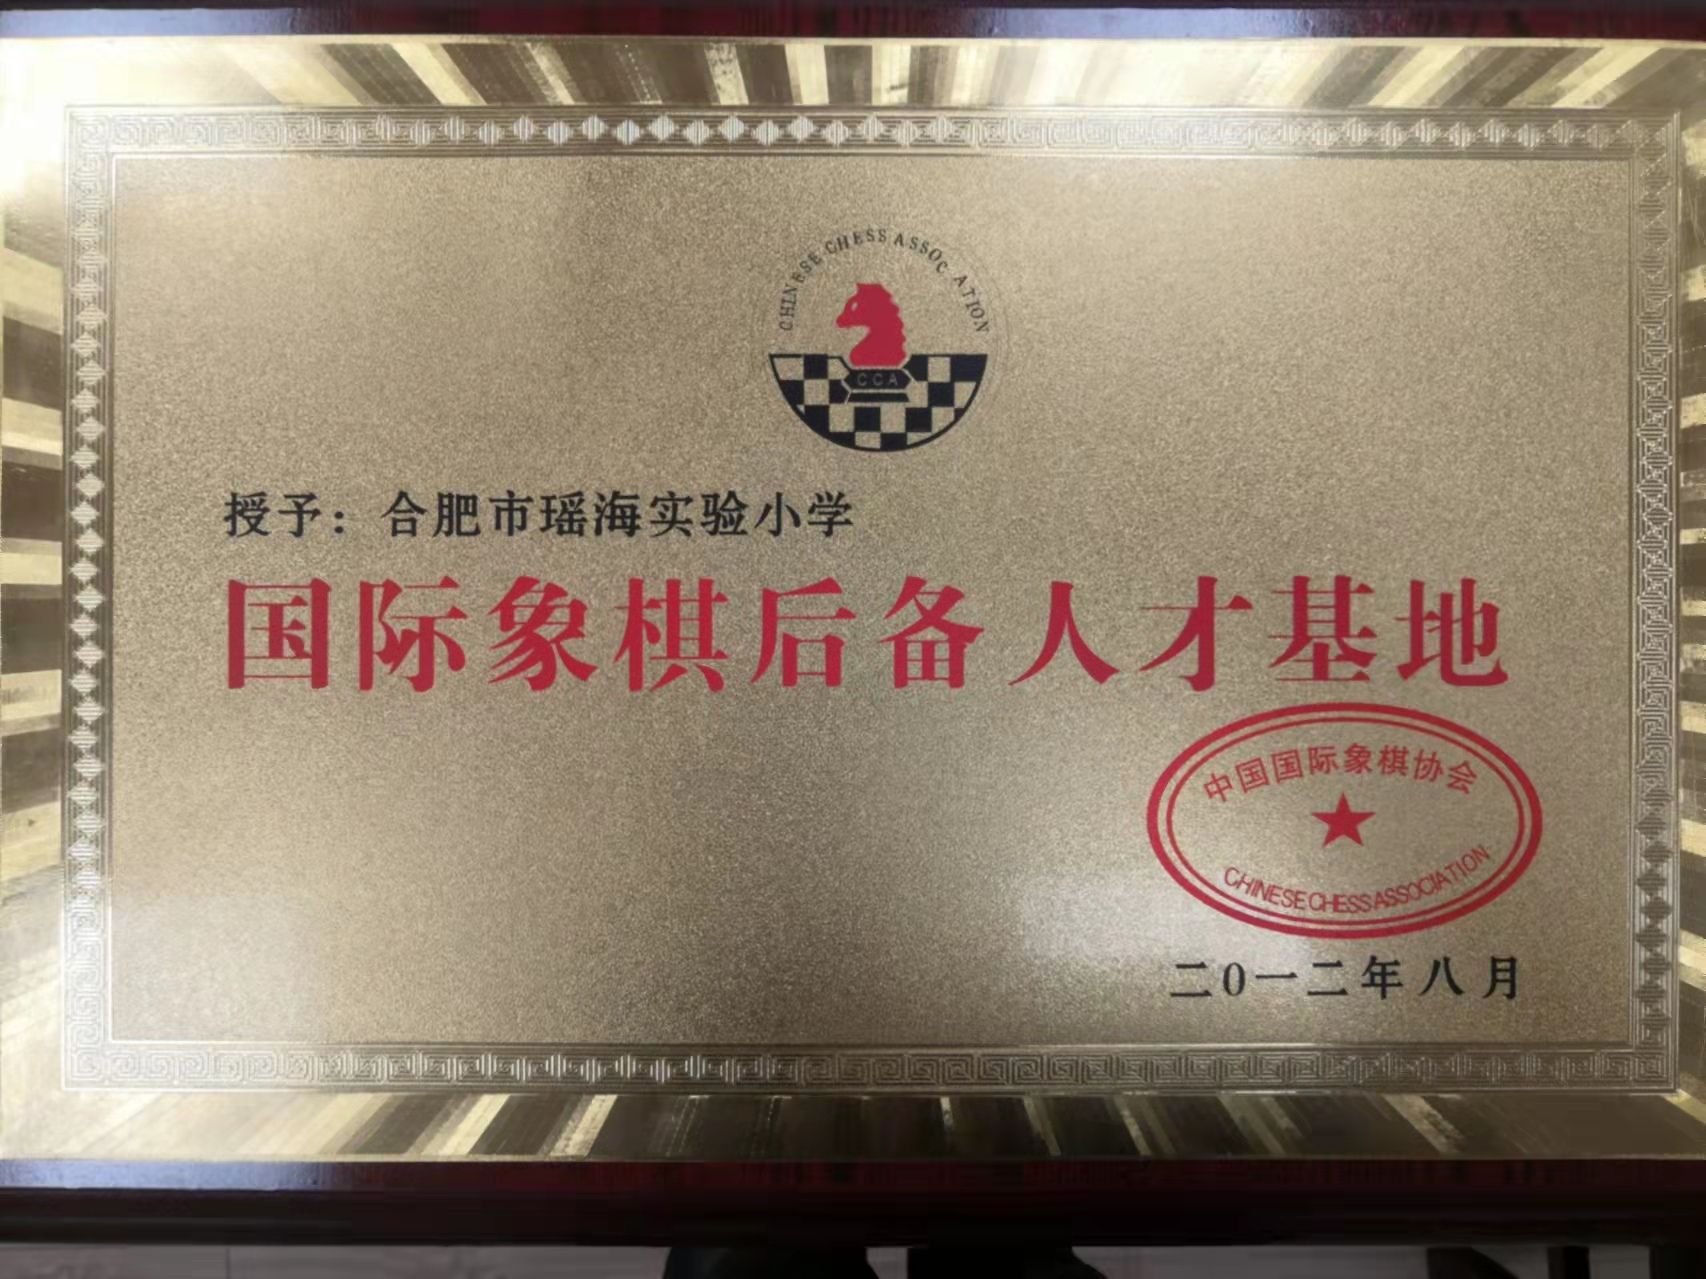 CHINESE CHESS ASSOC ATION
CCA
授予：合肥市瑶海实验小学
国际象棋后备人才基地
中国国际象棋协会
CHINESE CHESS ASSOCIATION
二0一二年八月